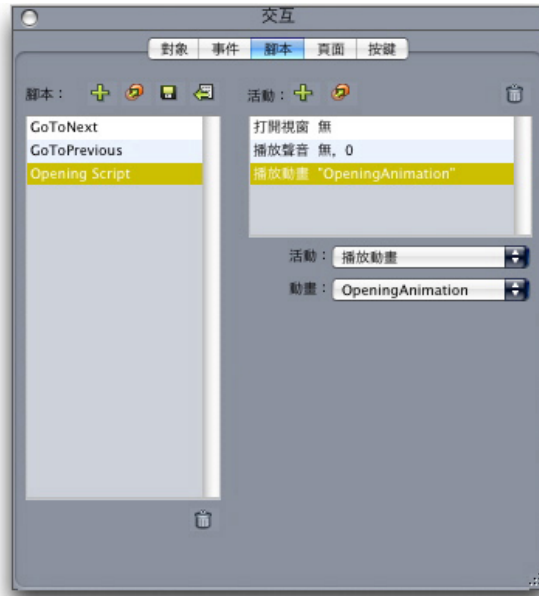 交互
對象 事件 腳本 頁面 按鍵
腳本：
GoToNext
GoToPrevious
Opening Script
活動：
打開視窗 無
播放聲音 無, 0
播放動畫 "OpeningAnimation"
活動： 播放動畫
動畫： OpeningAnimation